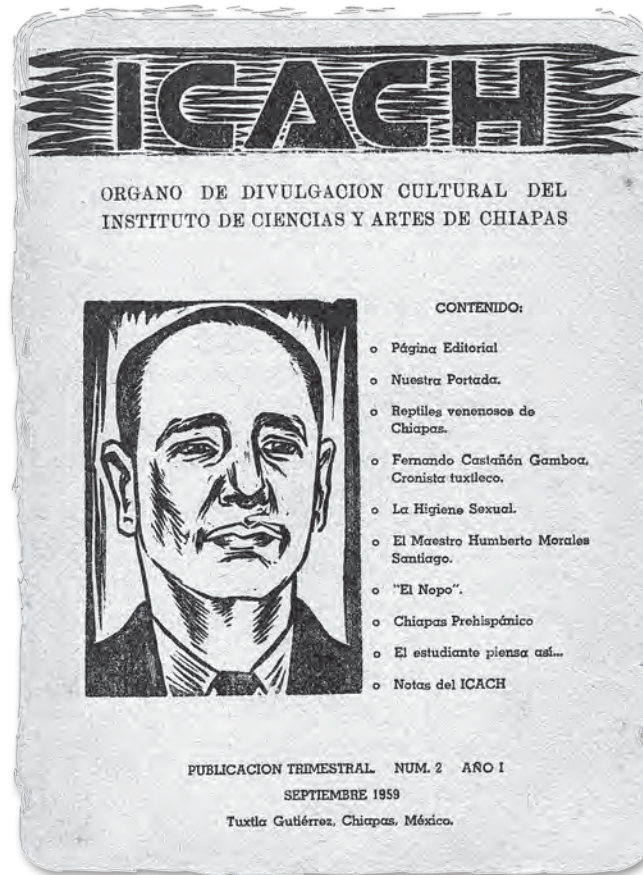 ICACH
ORGANO DE DIVULGACION CULTURAL DEL
INSTITUTO DE CIENCIAS Y ARTES DE CHIAPAS
CONTENIDO:
o Página Editorial
o Nuestra Portada.
o Reptiles venenosos de
Chiapas.
o Fernando Castañón Gamboa.
Cronista tuxtleco.
o La Higiene Sexual.
o El Maestro Humberto Morales
Santiago.
o "El Nopo".
o Chiapas Prehispánico
o El estudiante piensa así...
o Notas del ICACH
PUBLICACION TRIMESTRAL. NUM. 2 AÑO I
SEPTIEMBRE 1959
Tuxtla Gutiérrez, Chiapas, México.